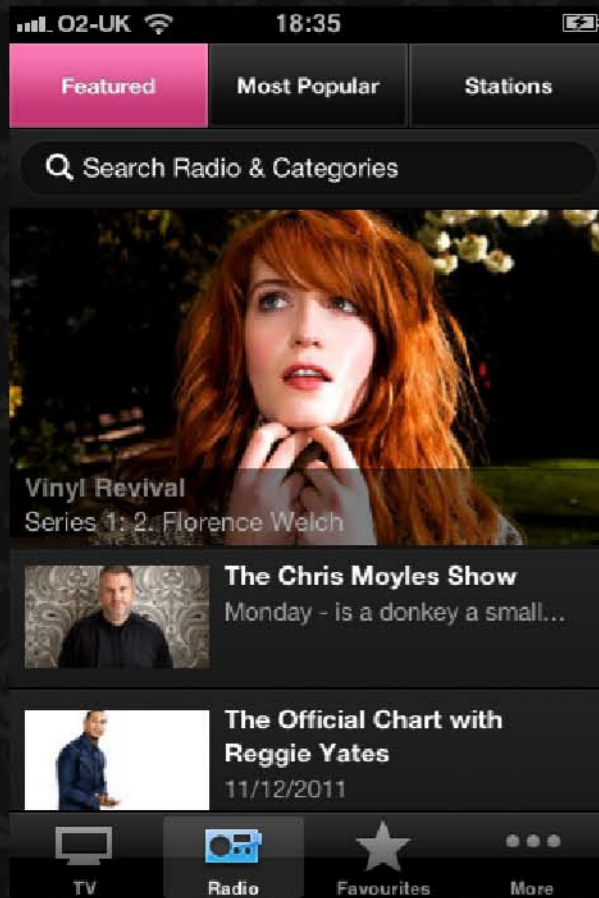 O2-UK 18:35
Featured Most Popular Stations
Search Radio & Categories
Vinyl Revival
Series 1: 2. Florence Welch
The Chris Moyles Show
Monday - is a donkey a small...
The Official Chart with
Reggie Yates
11/12/2011
TV Radio Favourites More